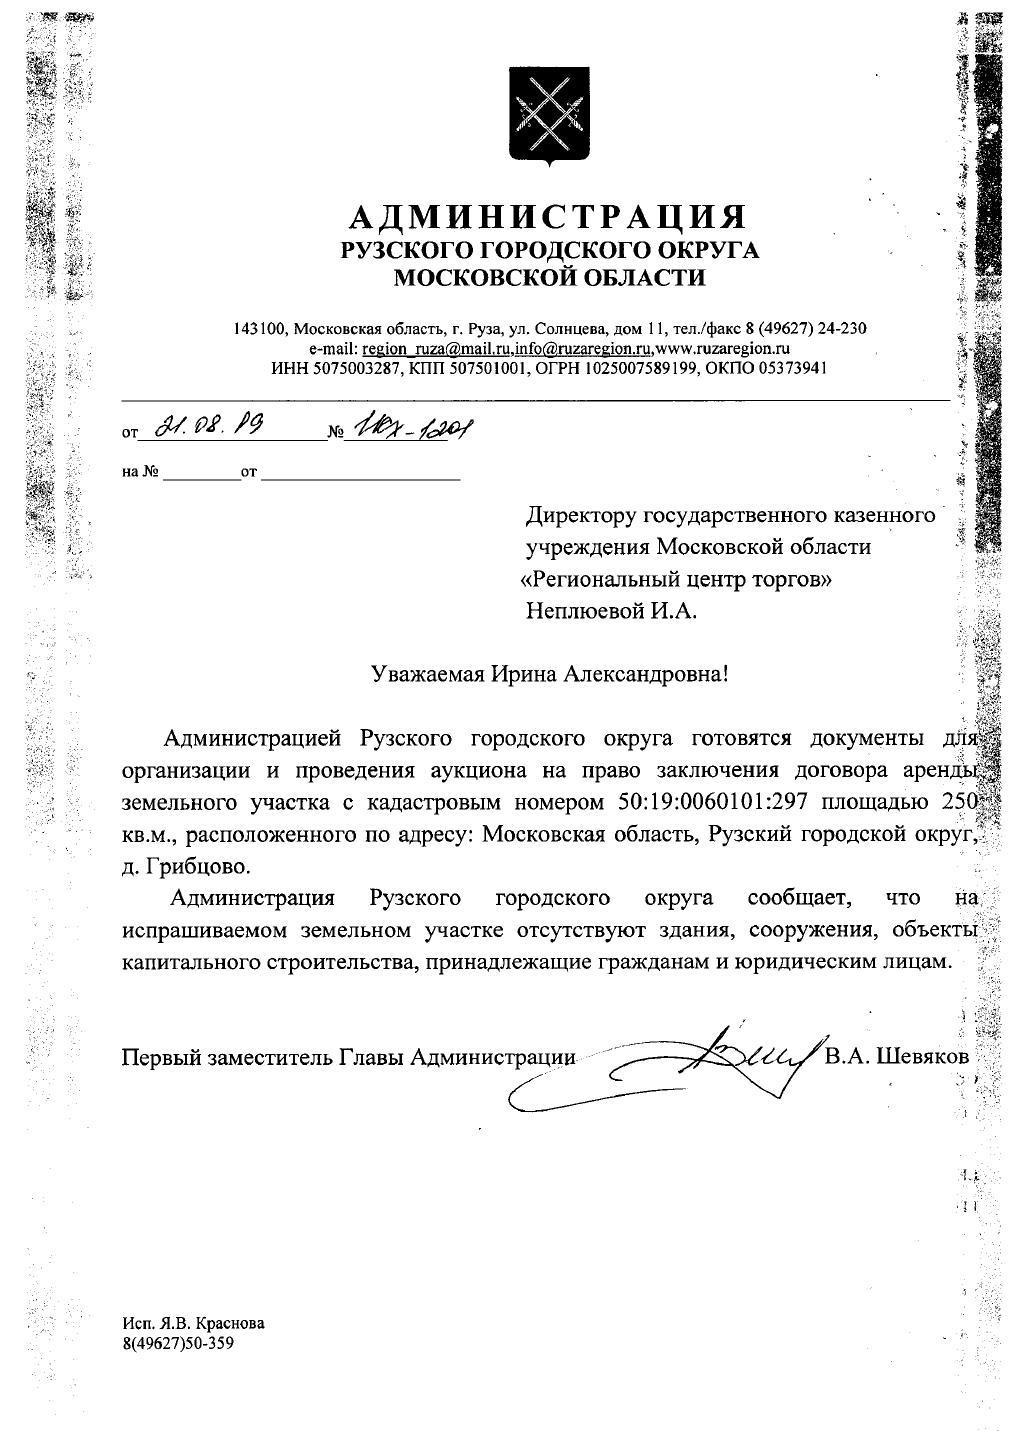 АДМИНИСТРАЦИЯ
РУЗСКОГО ГОРОДСКОГО ОКРУГА
МОСКОВСКОЙ ОБЛАСТИ
143100, Московская область, г. Руза, ул. Солнцева, дом 11, тел./факс 8 (49627) 24-230
e-mail: region_ruza@mail.ru,info@ruzaregion.ru,www.ruzaregion.ru
ИНН 5075003287, КПП 507501001, ОГРН 1025007589199, ОКПО 05373941
от 21.08.19 № Исх-1201
на № от
Директору государственного казенного
учреждения Московской области
«Региональный центр торгов»
Неплюевой И.А.
Уважаемая Ирина Александровна!
Администрацией Рузского городского округа готовятся документы для
организации и проведения аукциона на право заключения договора аренды
земельного участка с кадастровым номером 50:19:0060101:297 площадью 250
кв.м., расположенного по адресу: Московская область, Рузский городской округ,
д. Грибцово.
Администрация Рузского городского округа сообщает, что на
испрашиваемом земельном участке отсутствуют здания, сооружения, объекты
капитального строительства, принадлежащие гражданам и юридическим лицам.
Первый заместитель Главы Администрации В.А. Шевяков
Исп. Я.В. Краснова
8(49627)50-359